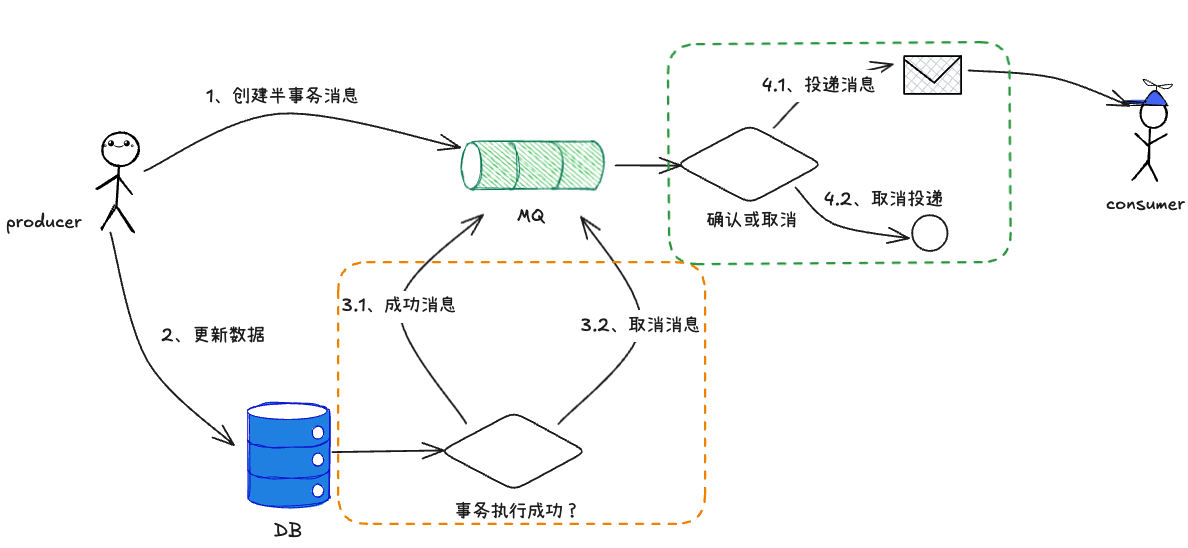 1、创建半事务消息
4.1、投递消息
producer
MQ
确认或取消
4.2、取消投递
consumer
3.1、成功消息
3.2、取消消息
2、更新数据
事务执行成功？
DB